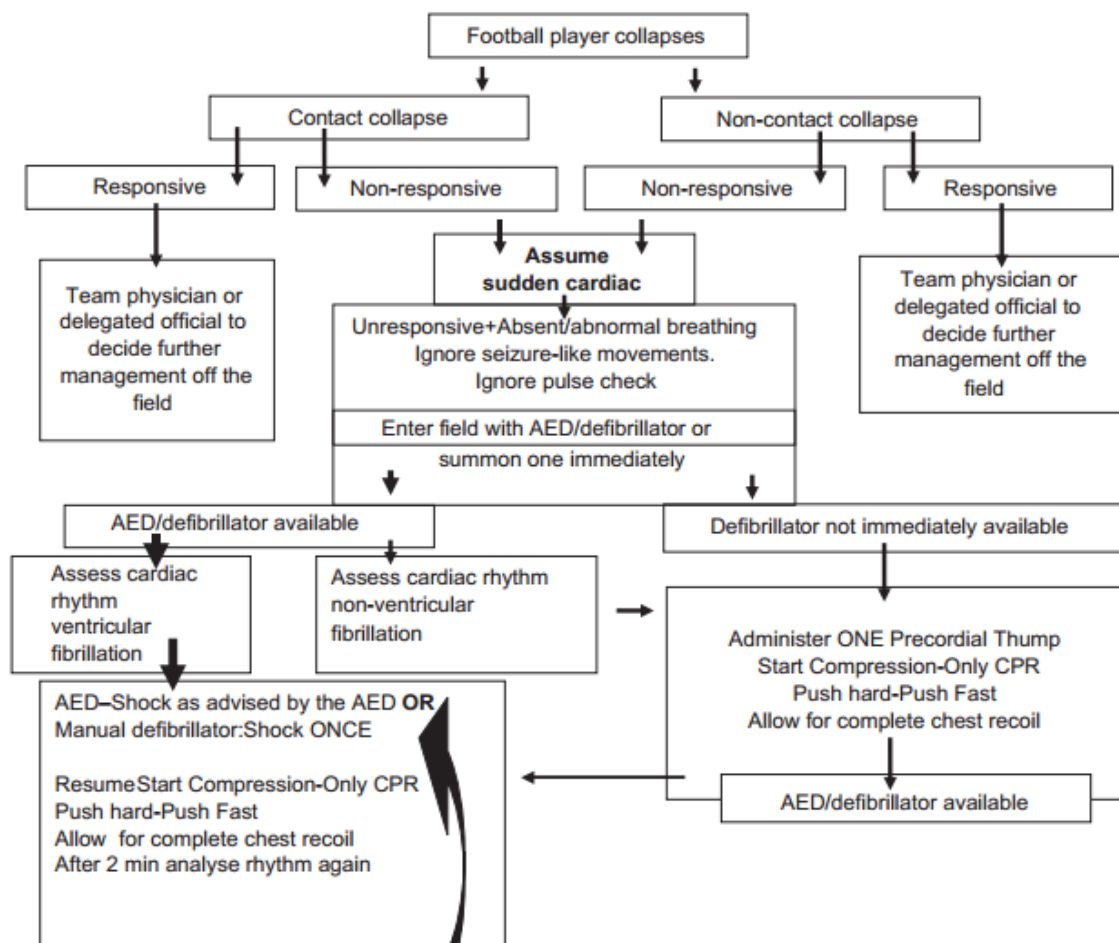 Football player collapses
Contact collapse
Non-contact collapse
Responsive
Non-responsive
Non-responsive
Responsive
Assume
sudden cardiac
Team physician or
delegated official to
decide further
management off the
field
Unresponsive+Absent/abnormal breathing
Ignore seizure-like movements.
Ignore pulse check
Team physician or
delegated official to
decide further
management off the
field
Enter field with AED/defibrillator or
summon one immediately
AED/defibrillator available
Defibrillator not immediately available
Assess cardiac
rhythm
ventricular
fibrillation
Assess cardiac rhythm
non-ventricular
fibrillation
Administer ONE Precordial Thump
Start Compression-Only CPR
Push hard-Push Fast
Allow for complete chest recoil
AED–Shock as advised by the AED OR
Manual defibrillator:Shock ONCE
ResumeStart Compression-Only CPR
Push hard-Push Fast
Allow for complete chest recoil
After 2 min analyse rhythm again
AED/defibrillator available